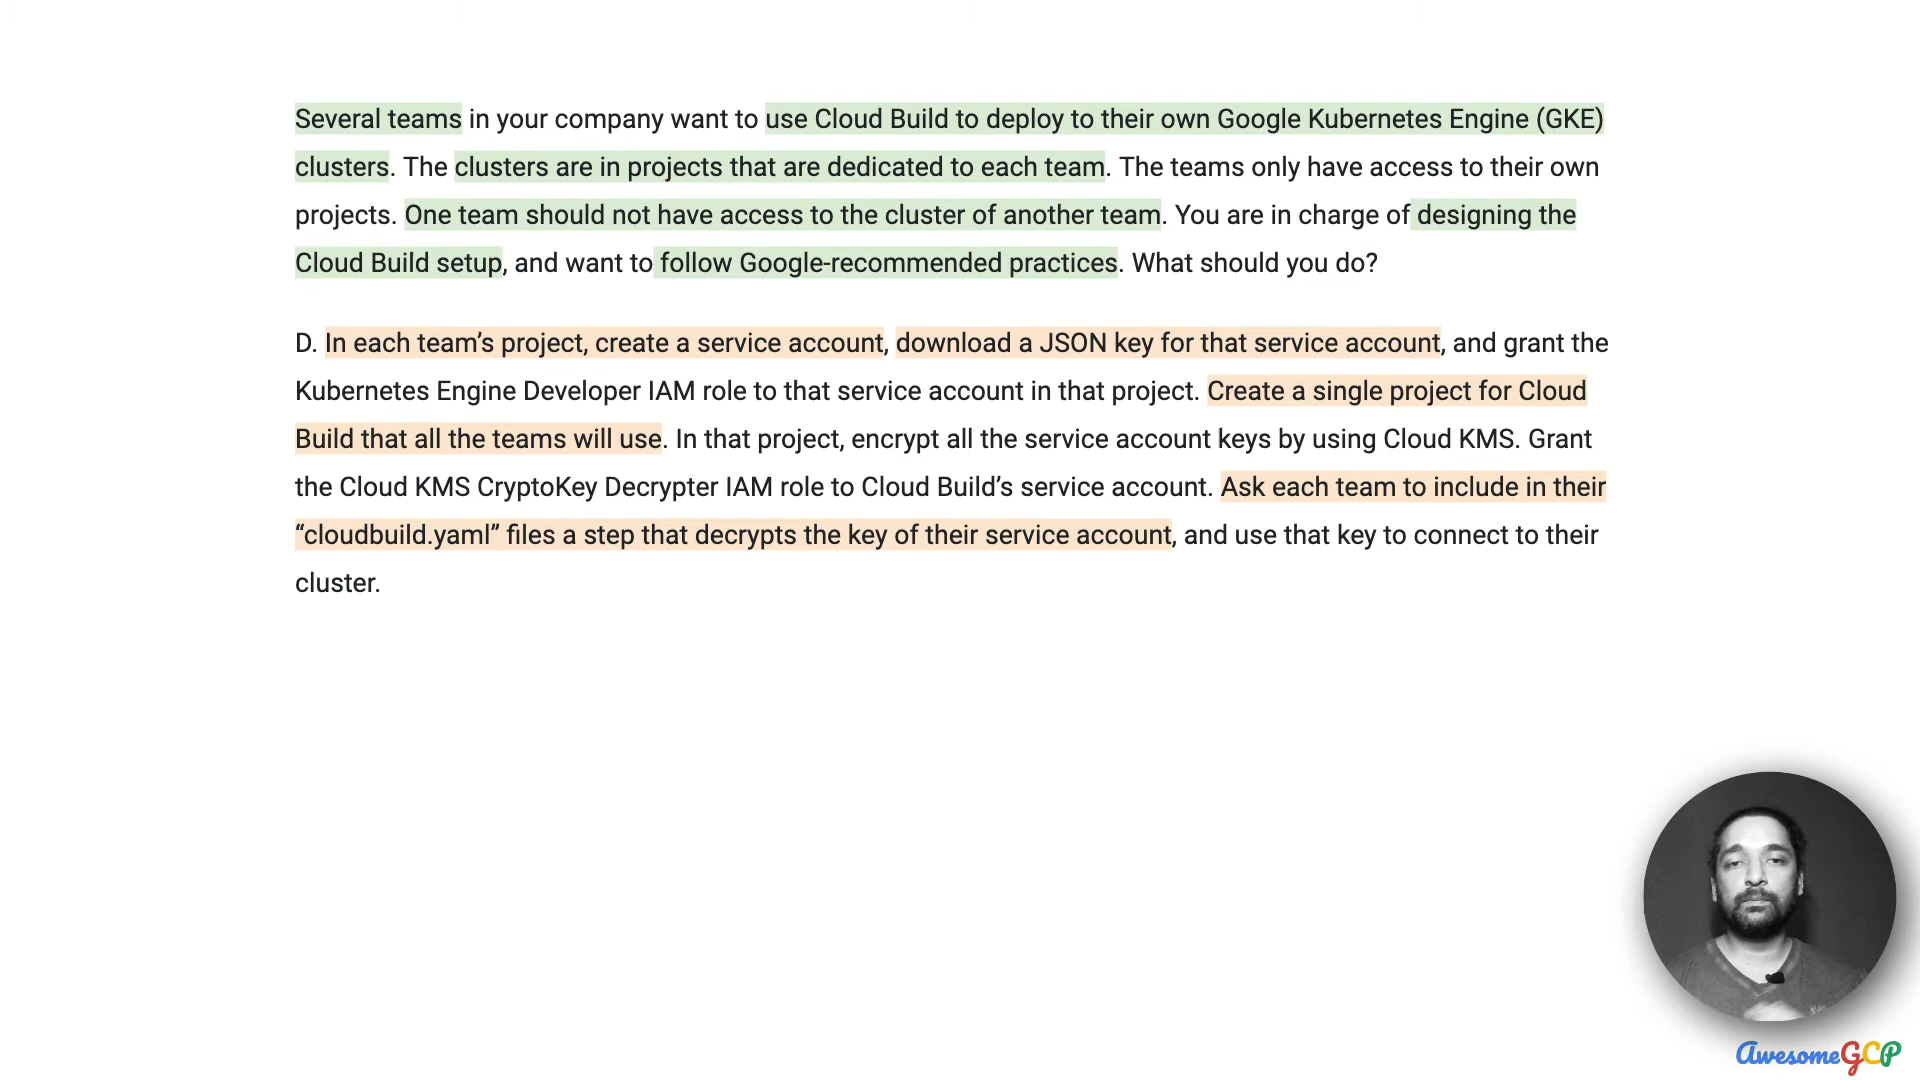 Several teams in your company want to use Cloud Build to deploy to their own Google Kubernetes Engine (GKE)
clusters. The clusters are in projects that are dedicated to each team. The teams only have access to their own
projects. One team should not have access to the cluster of another team. You are in charge of designing the
Cloud Build setup, and want to follow Google-recommended practices. What should you do?
D. In each team’s project, create a service account, download a JSON key for that service account, and grant the
Kubernetes Engine Developer IAM role to that service account in that project. Create a single project for Cloud
Build that all the teams will use. In that project, encrypt all the service account keys by using Cloud KMS. Grant
the Cloud KMS CryptoKey Decrypter IAM role to Cloud Build’s service account. Ask each team to include in their
“cloudbuild.yaml” files a step that decrypts the key of their service account, and use that key to connect to their
cluster.
AwesomeGCP